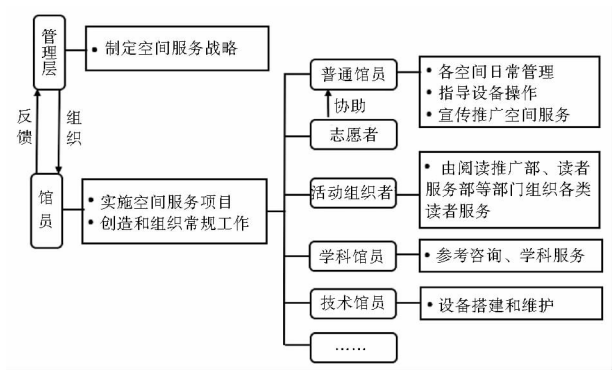 管理层
• 制定空间服务战略
反馈
组织
馆员
• 实施空间服务项目
• 创造和组织常规工作
普通馆员
• 各空间日常管理
• 指导设备操作
• 宣传推广空间服务
协助
志愿者
活动组织者
• 由阅读推广部、读者
服务部等部门组织各类
读者服务
学科馆员
• 参考咨询、学科服务
技术馆员
• 设备搭建和维护
……